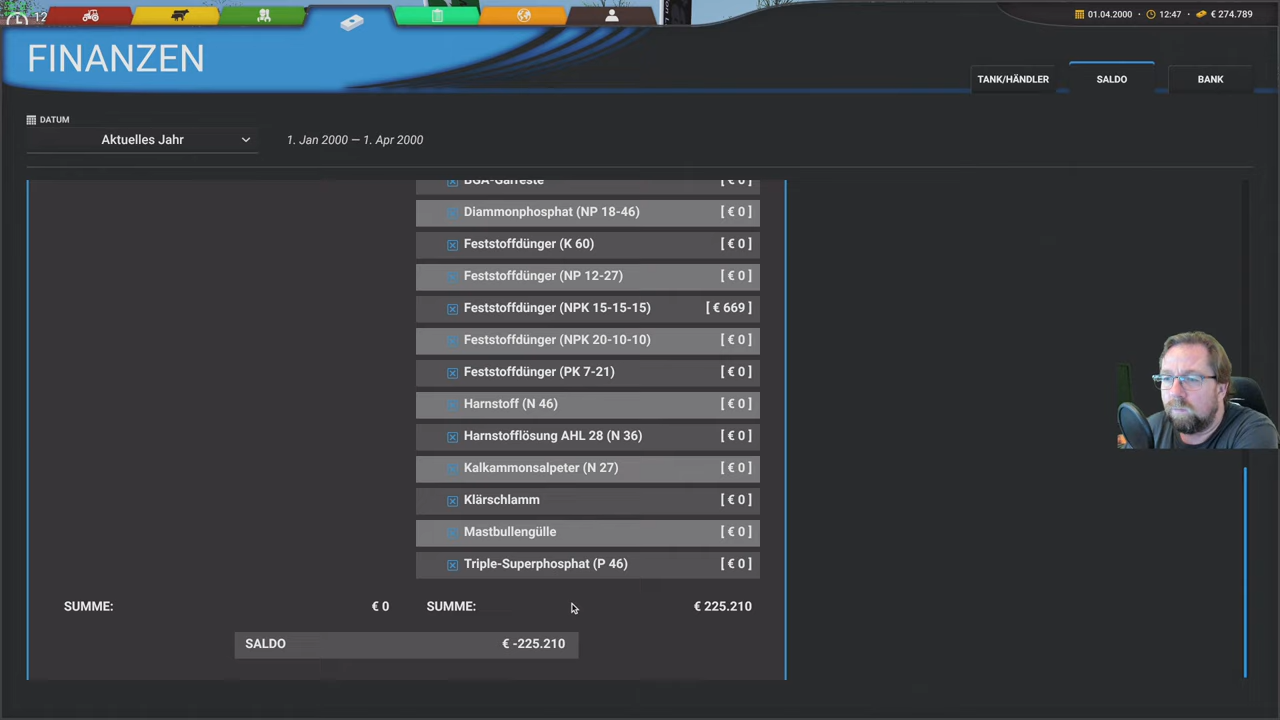 12
01.04.2000 12:47 € 274.789
FINANZEN
TANK/HÄNDLER SALDO BANK
DATUM
Aktuelles Jahr 1. Jan 2000 — 1. Apr 2000
BGA-Gärreste [ € 0 ]
Diammonphosphat (NP 18-46) [ € 0 ]
Feststoffdünger (K 60) [ € 0 ]
Feststoffdünger (NP 12-27) [ € 0 ]
Feststoffdünger (NPK 15-15-15) [ € 669 ]
Feststoffdünger (NPK 20-10-10) [ € 0 ]
Feststoffdünger (PK 7-21) [ € 0 ]
Harnstoff (N 46) [ € 0 ]
Harnstofflösung AHL 28 (N 36) [ € 0 ]
Kalkammonsalpeter (N 27) [ € 0 ]
Klärschlamm [ € 0 ]
Mastbullengülle [ € 0 ]
Triple-Superphosphat (P 46) [ € 0 ]
SUMME: € 0 SUMME: € 225.210
SALDO € -225.210